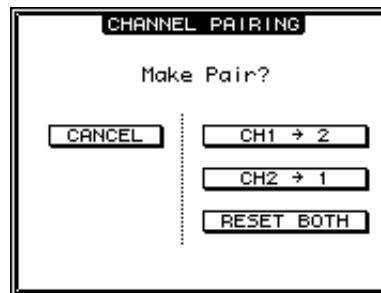 CHANNEL PAIRING
Make Pair?
CANCEL
CH1 → 2
CH2 → 1
RESET BOTH